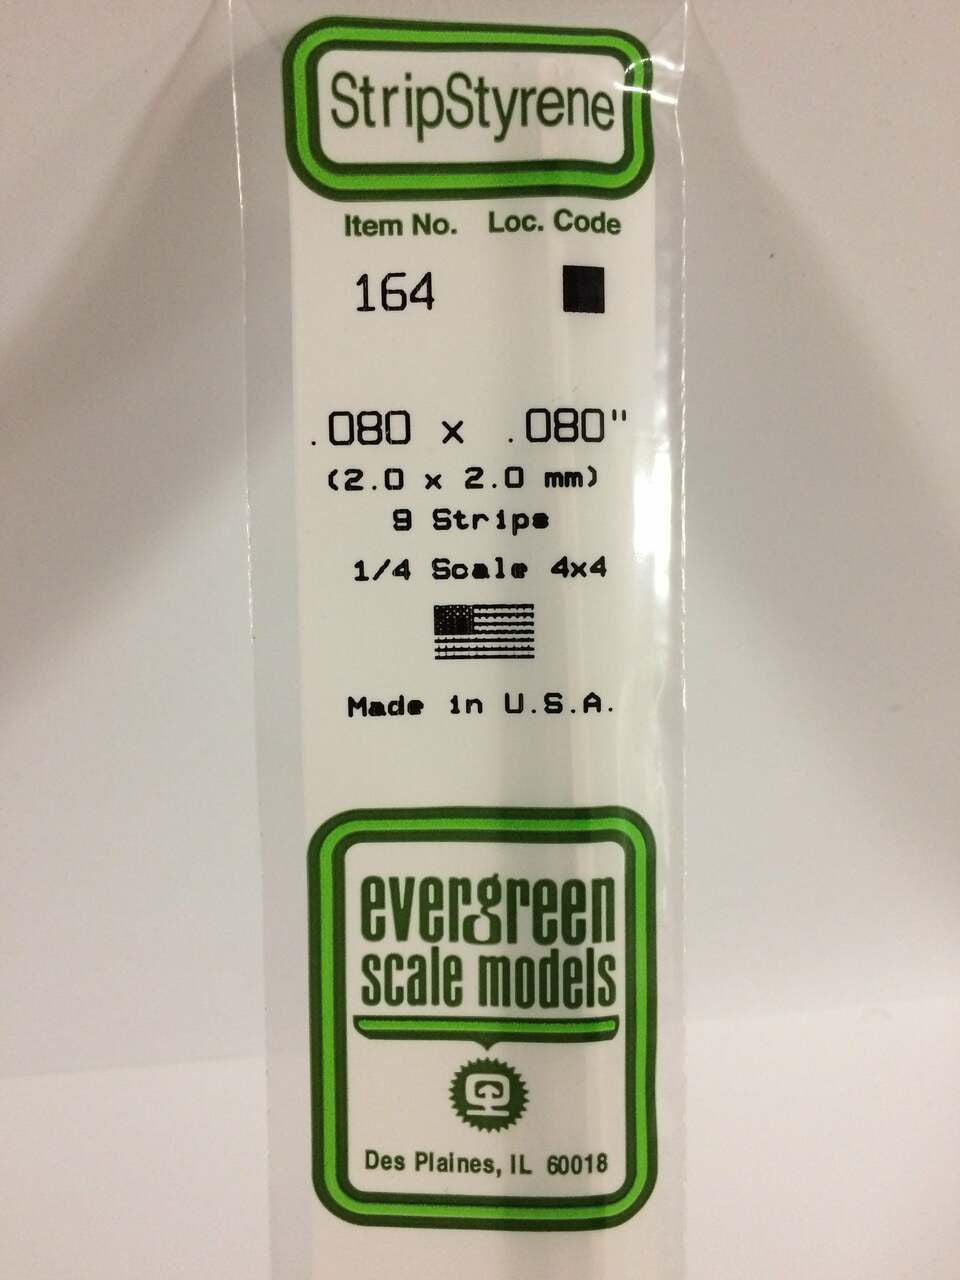 StripStyrene
Item No. Loc. Code
164
.080 x .080"
(2.0 x 2.0 mm)
9 Strips
1/4 Scale 4x4
Made in U.S.A.
evergreen
scale models
Des Plaines, IL 60018